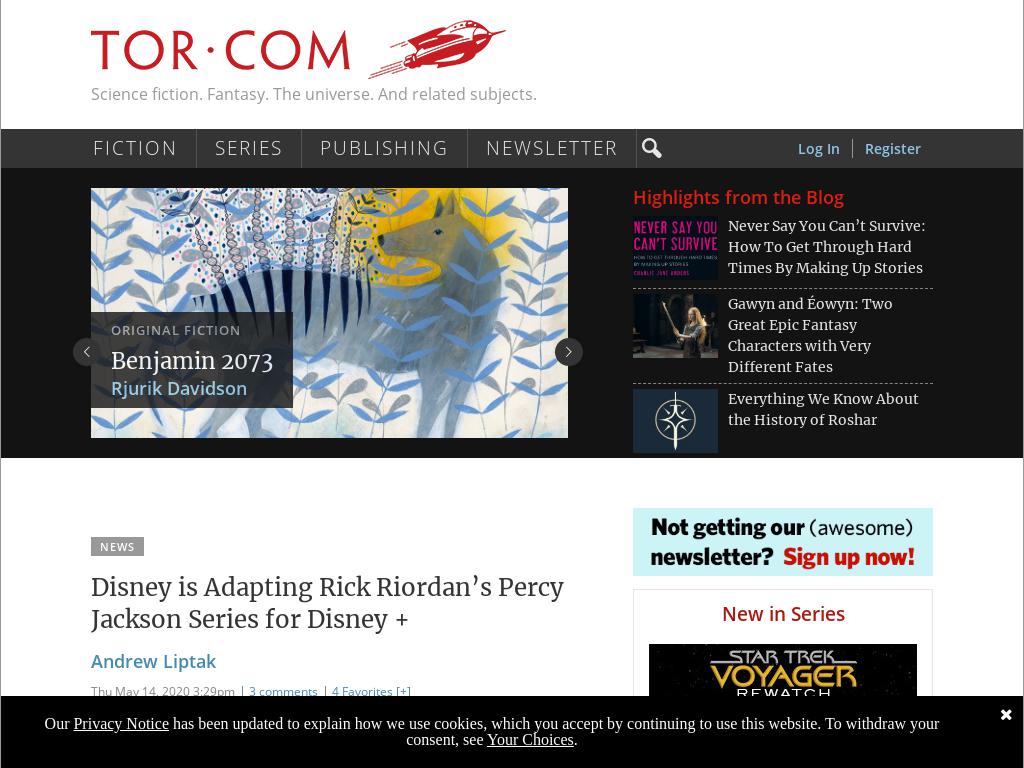 TOR·COM
Science fiction. Fantasy. The universe. And related subjects.
FICTION
SERIES
PUBLISHING
NEWSLETTER
Log In
Register
ORIGINAL FICTION
Benjamin 2073
Rjurik Davidson
Highlights from the Blog
NEVER SAY YOU
CAN'T SURVIVE
HOW TO GET THROUGH HARD TIMES
BY MAKING UP STORIES
CHARLIE JANE ANDERS
Never Say You Can’t Survive:
How To Get Through Hard
Times By Making Up Stories
Gawyn and Éowyn: Two
Great Epic Fantasy
Characters with Very
Different Fates
Everything We Know About
the History of Roshar
NEWS
Disney is Adapting Rick Riordan’s Percy
Jackson Series for Disney +
Andrew Liptak
Thu May 14, 2020 3:29pm | 3 comments | 4 Favorites [+]
Not getting our (awesome)
newsletter? Sign up now!
New in Series
STAR TREK
VOYAGER
REWATCH
Our Privacy Notice has been updated to explain how we use cookies, which you accept by continuing to use this website. To withdraw your
consent, see Your Choices.